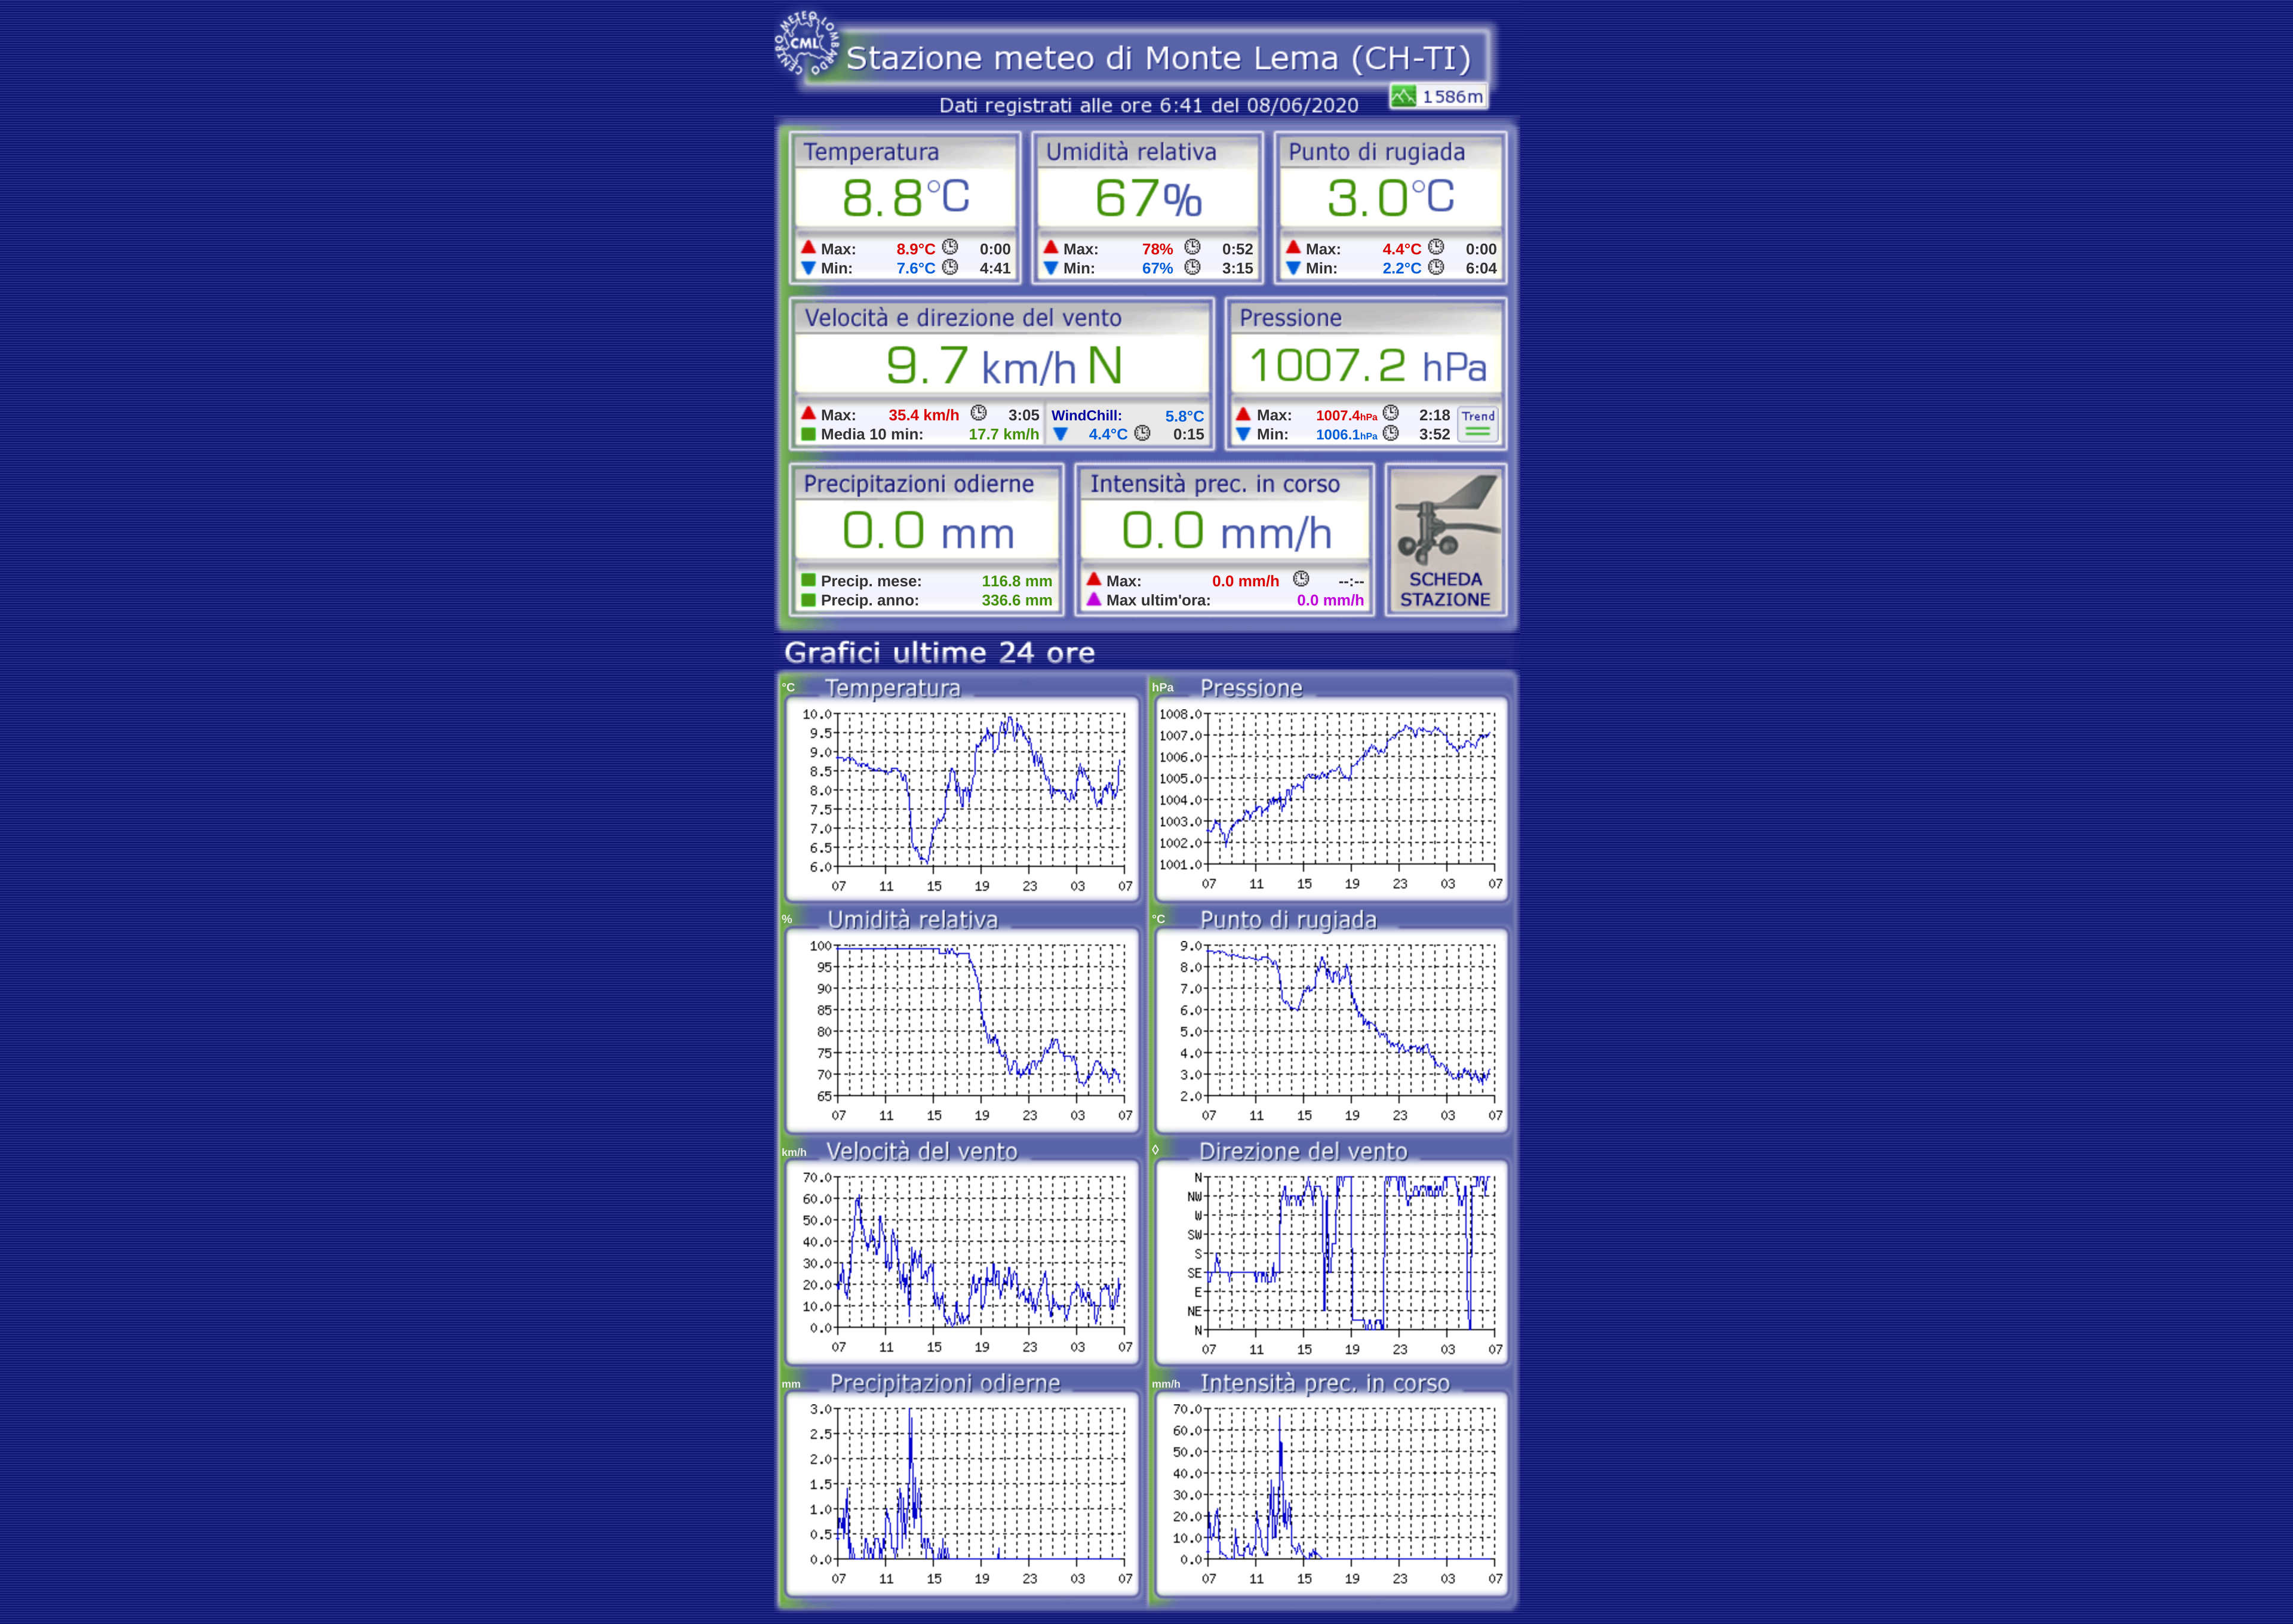 CENTRO METEO LOMBARDO
CML
Stazione meteo di Monte Lema (CH-TI)
Dati registrati alle ore 6:41 del 08/06/2020
1586m
Temperatura
8.8°C
Max: 8.9°C 0:00
Min: 7.6°C 4:41
Umidità relativa
67%
Max: 78% 0:52
Min: 67% 3:15
Punto di rugiada
3.0°C
Max: 4.4°C 0:00
Min: 2.2°C 6:04
Velocità e direzione del vento
9.7 km/h N
Max: 35.4 km/h 3:05
Media 10 min: 17.7 km/h
WindChill: 5.8°C
4.4°C 0:15
Pressione
1007.2 hPa
Max: 1007.4hPa 2:18
Min: 1006.1hPa 3:52
Trend
Precipitazioni odierne
0.0 mm
Precip. mese: 116.8 mm
Precip. anno: 336.6 mm
Intensità prec. in corso
0.0 mm/h
Max: 0.0 mm/h --:--
Max ultim'ora: 0.0 mm/h
SCHEDA
STAZIONE
Grafici ultime 24 ore
°C Temperatura
10.0
9.5
9.0
8.5
8.0
7.5
7.0
6.5
6.0
07 11 15 19 23 03 07
hPa Pressione
1008.0
1007.0
1006.0
1005.0
1004.0
1003.0
1002.0
1001.0
07 11 15 19 23 03 07
% Umidità relativa
100
95
90
85
80
75
70
65
07 11 15 19 23 03 07
°C Punto di rugiada
9.0
8.0
7.0
6.0
5.0
4.0
3.0
2.0
07 11 15 19 23 03 07
km/h Velocità del vento
70.0
60.0
50.0
40.0
30.0
20.0
10.0
0.0
07 11 15 19 23 03 07
◊ Direzione del vento
N
NW
W
SW
S
SE
E
NE
N
07 11 15 19 23 03 07
mm Precipitazioni odierne
3.0
2.5
2.0
1.5
1.0
0.5
0.0
07 11 15 19 23 03 07
mm/h Intensità prec. in corso
70.0
60.0
50.0
40.0
30.0
20.0
10.0
0.0
07 11 15 19 23 03 07